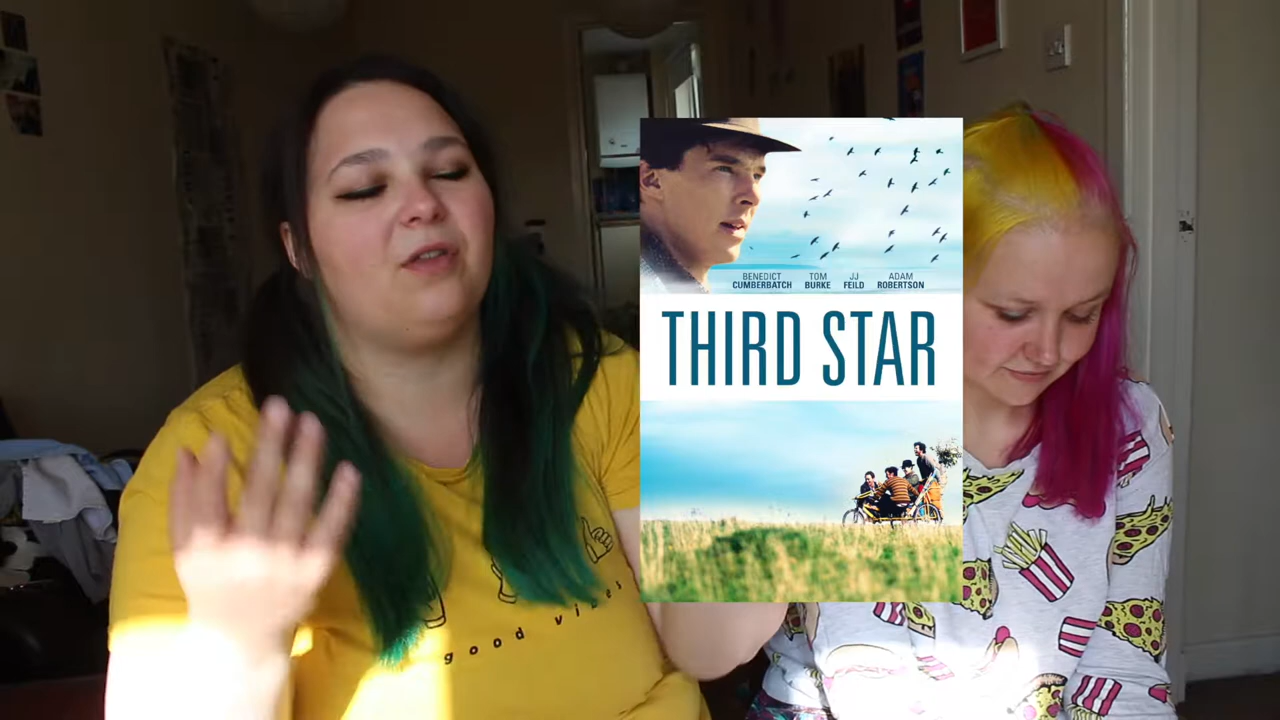 BENEDICT TOM JJ ADAM
CUMBERBATCH BURKE FEILD ROBERTSON
THIRD STAR
good vibes